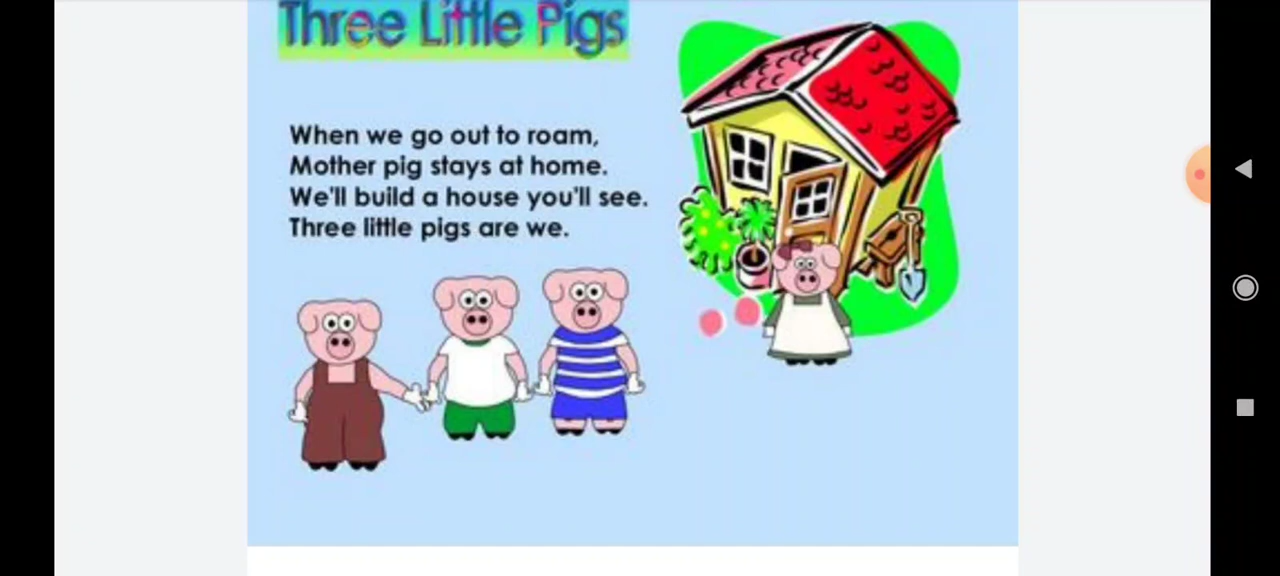 Three Little Pigs
When we go out to roam,
Mother pig stays at home.
We'll build a house you'll see.
Three little pigs are we.